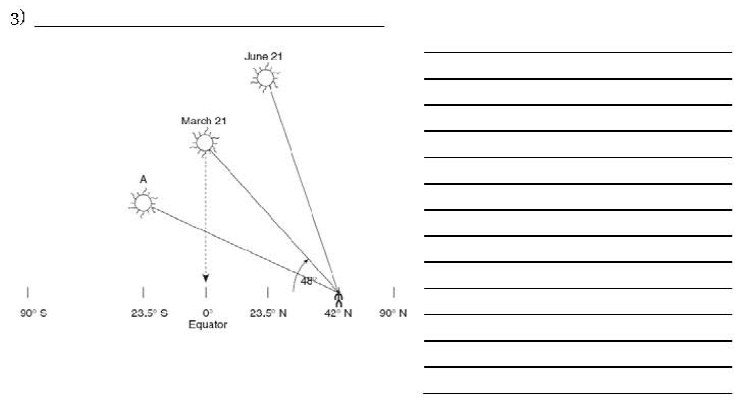 3)
June 21
March 21
A
48°
90° S 23.5° S 0° 23.5° N 42° N 90° N
Equator